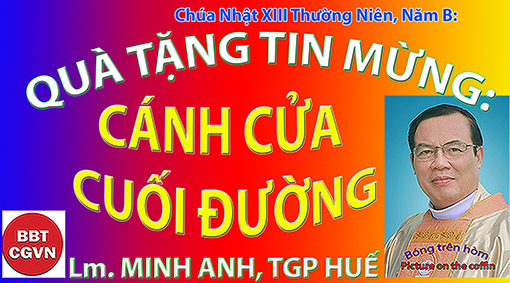 Chúa Nhật XIII Thường Niên, Năm B:
QUÀ TẶNG TIN MỪNG:
CÁNH CỬA
CUỐI ĐƯỜNG
BBT
CGVN
Lm. MINH ANH, TGP HUẾ
Bóng trên hòm
Picture on the coffin